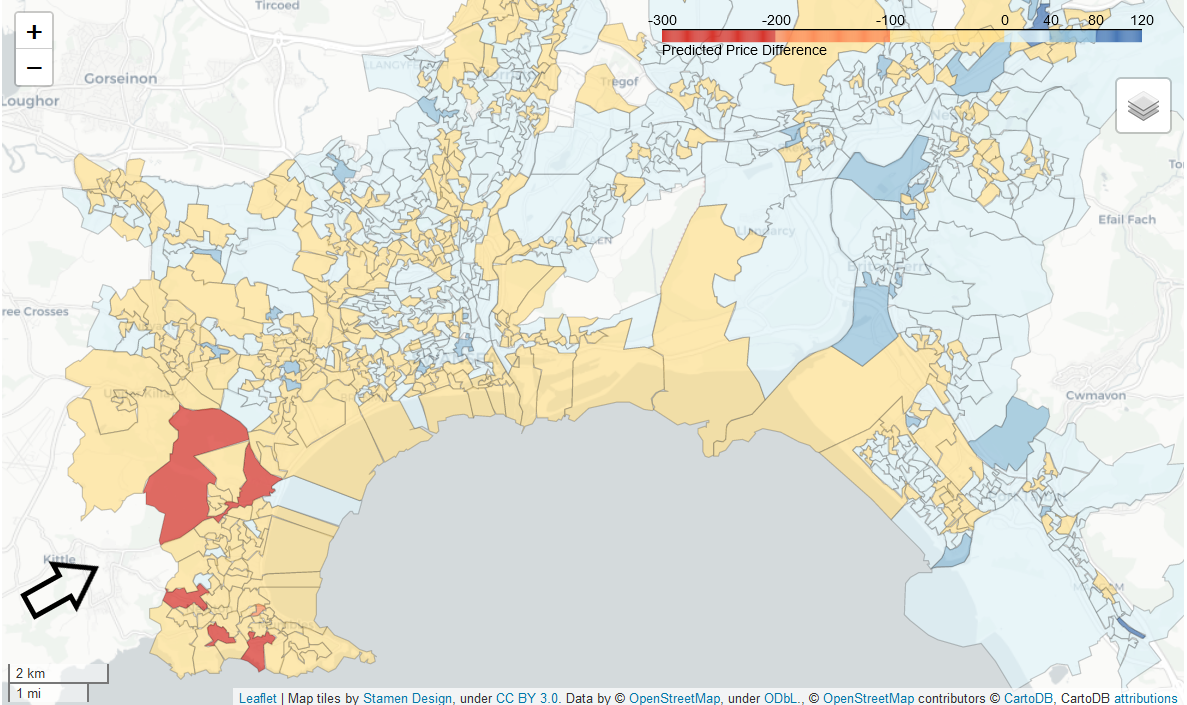 Tircoed
+
−
-300 -200 -100 0 40 80 120
Predicted Price Difference
LLANGYFE
Gorseinon
Tregof
Loughor
Efail Fach
ree Crosses
Cwmavon
Kittle
2 km
1 mi
Leaflet | Map tiles by Stamen Design, under CC BY 3.0. Data by © OpenStreetMap, under ODbL., © OpenStreetMap contributors © CartoDB, CartoDB attributions